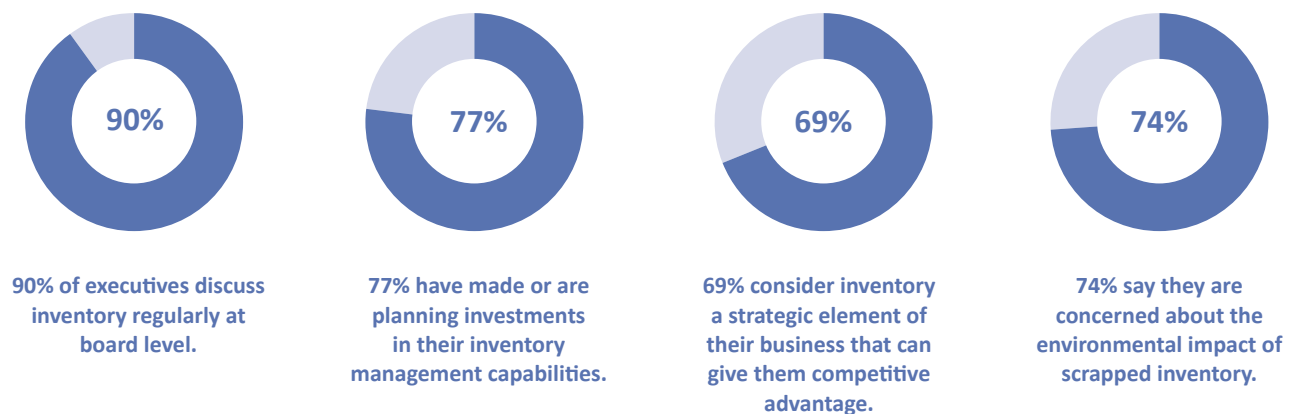 90%
77%
69%
74%
90% of executives discuss
inventory regularly at
board level.
77% have made or are
planning investments
in their inventory
management capabilities.
69% consider inventory
a strategic element of
their business that can
give them competitive
advantage.
74% say they are
concerned about the
environmental impact of
scrapped inventory.